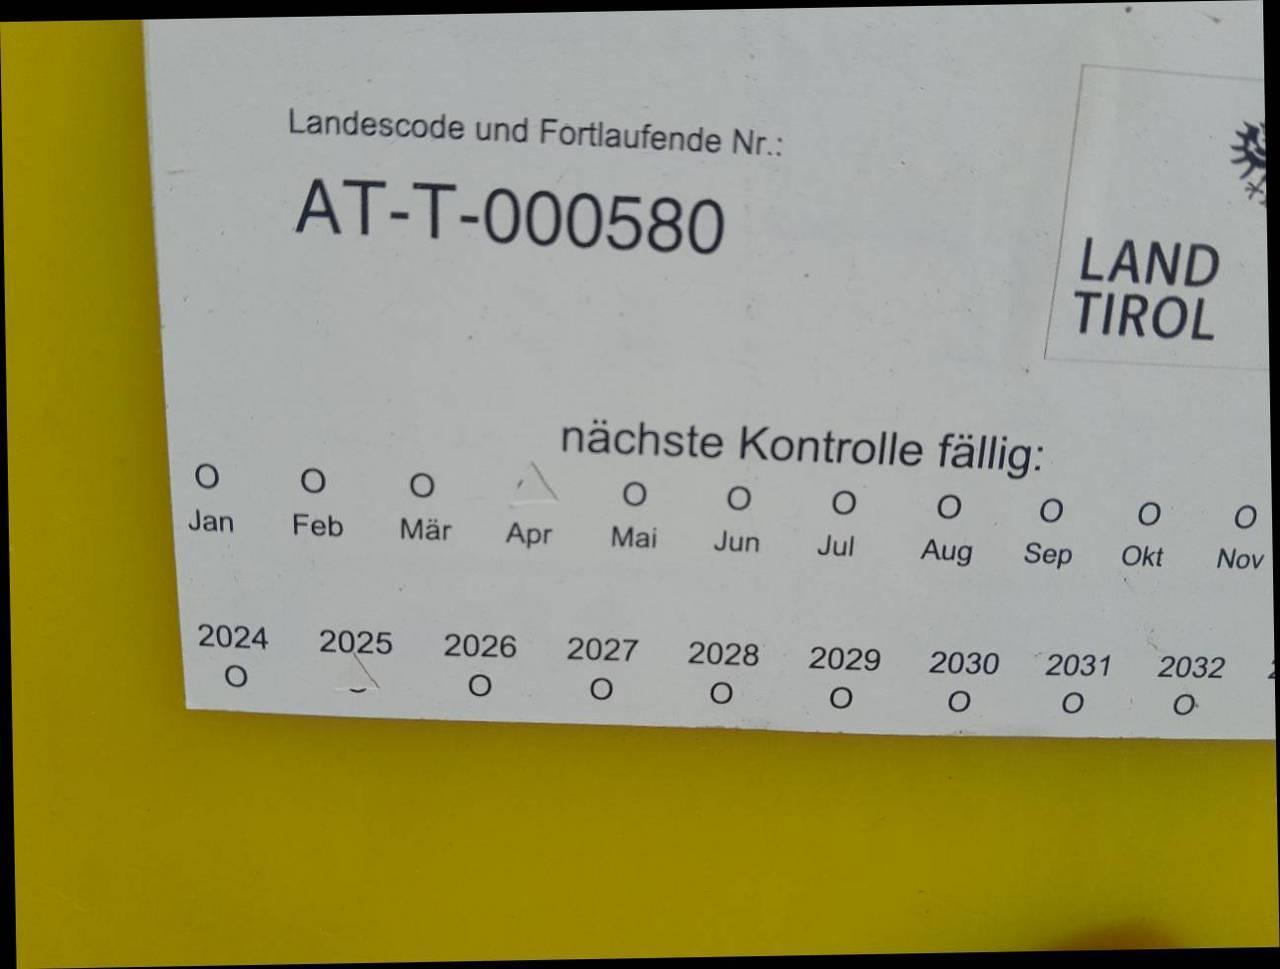 Landescode und Fortlaufende Nr.:
AT-T-000580
LAND
TIROL
nächste Kontrolle fällig:
O O O O O O O O O O
Jan Feb Mär Apr Mai Jun Jul Aug Sep Okt Nov
2024 2025 2026 2027 2028 2029 2030 2031 2032
O O O O O O O O